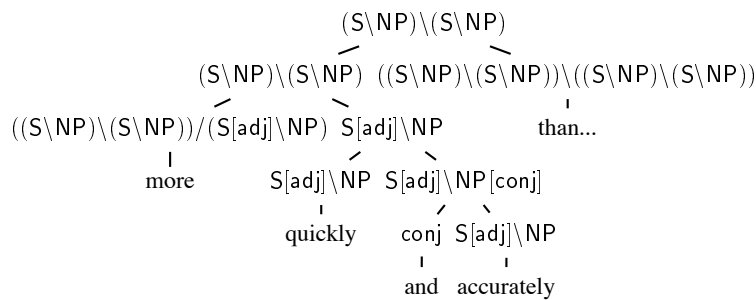 (S\NP)\(S\NP)
(S\NP)\(S\NP) ((S\NP)\(S\NP))\((S\NP)\(S\NP))
((S\NP)\(S\NP))/(S[adj]\NP) S[adj]\NP than...
more S[adj]\NP S[adj]\NP[conj]
quickly conj S[adj]\NP
and accurately